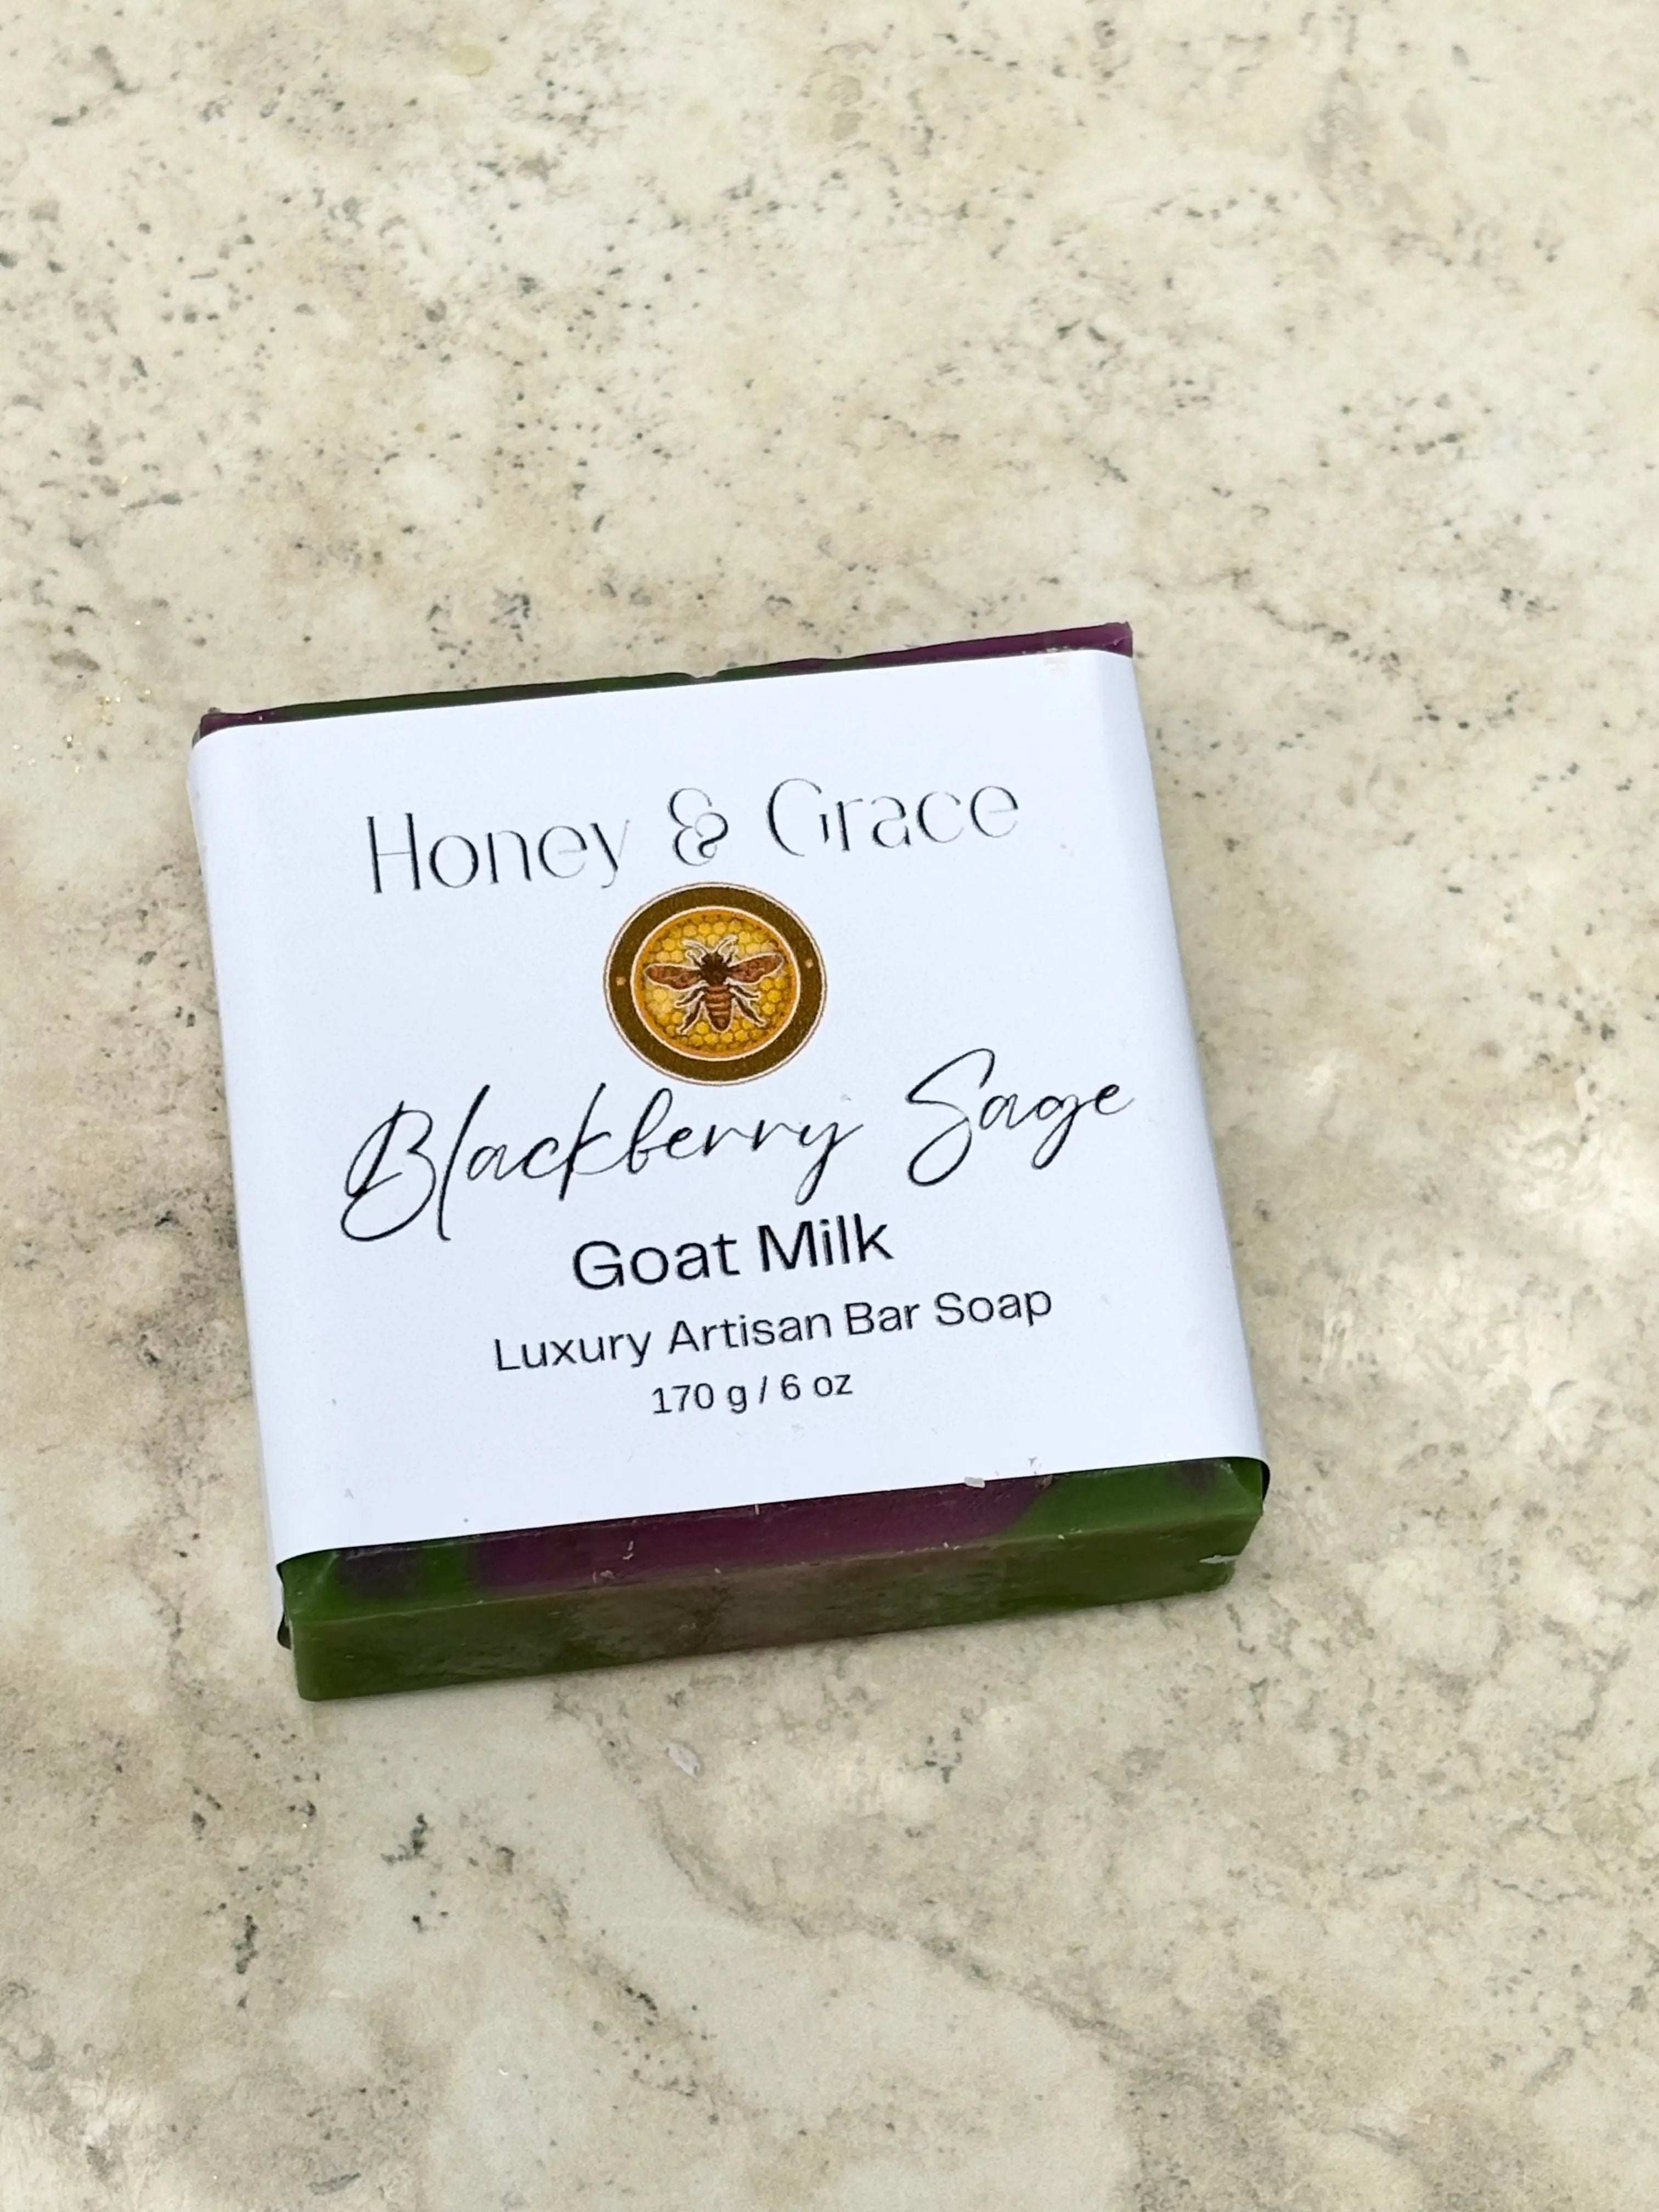 Honey & Grace
Blackberry Sage
Goat Milk
Luxury Artisan Bar Soap
170 g / 6 oz